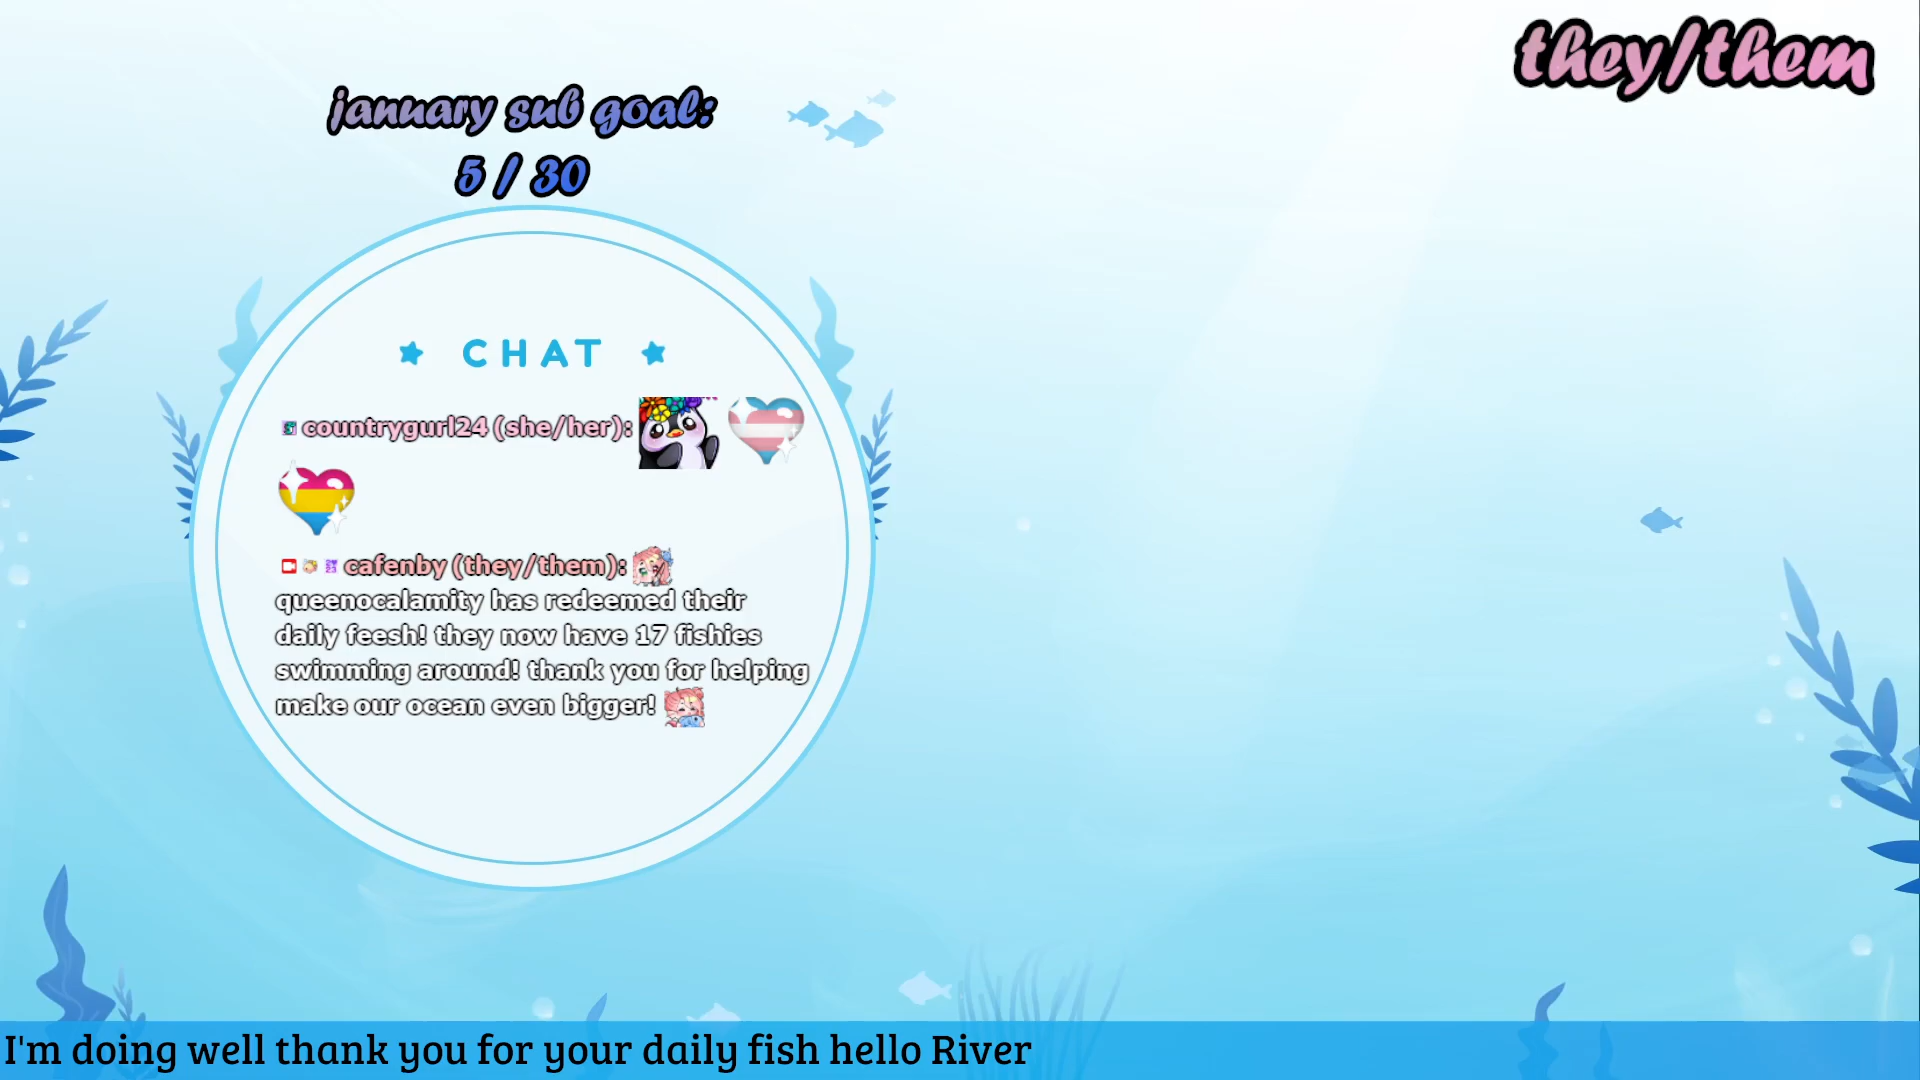 they/them
january sub goal:
5 / 30
CHAT
countrygurl24 (she/her):
cafenby (they/them):
queenocalamity has redeemed their
daily feesh! they now have 17 fishies
swimming around! thank you for helping
make our ocean even bigger!
I'm doing well thank you for your daily fish hello River